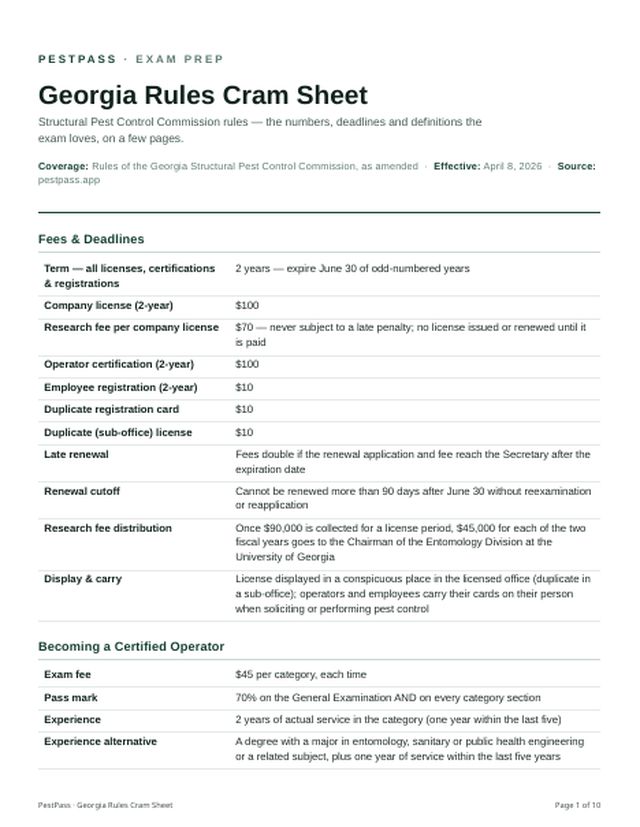 PESTPASS · EXAM PREP
Georgia Rules Cram Sheet
Structural Pest Control Commission rules — the numbers, deadlines and definitions the
exam loves, on a few pages.
Coverage: Rules of the Georgia Structural Pest Control Commission, as amended · Effective: April 8, 2026 · Source:
pestpass.app
Fees & Deadlines
Term — all licenses, certifications 2 years — expire June 30 of odd-numbered years
& registrations
Company license (2-year) $100
Research fee per company license $70 — never subject to a late penalty; no license issued or renewed until it
is paid
Operator certification (2-year) $100
Employee registration (2-year) $10
Duplicate registration card $10
Duplicate (sub-office) license $10
Late renewal Fees double if the renewal application and fee reach the Secretary after the
expiration date
Renewal cutoff Cannot be renewed more than 90 days after June 30 without reexamination
or reapplication
Research fee distribution Once $90,000 is collected for a license period, $45,000 for each of the two
fiscal years goes to the Chairman of the Entomology Division at the
University of Georgia
Display & carry License displayed in a conspicuous place in the licensed office (duplicate in
a sub-office); operators and employees carry their cards on their person
when soliciting or performing pest control
Becoming a Certified Operator
Exam fee $45 per category, each time
Pass mark 70% on the General Examination AND on every category section
Experience 2 years of actual service in the category (one year within the last five)
Experience alternative A degree with a major in entomology, sanitary or public health engineering
or a related subject, plus one year of service within the last five years
PestPass · Georgia Rules Cram Sheet Page 1 of 10